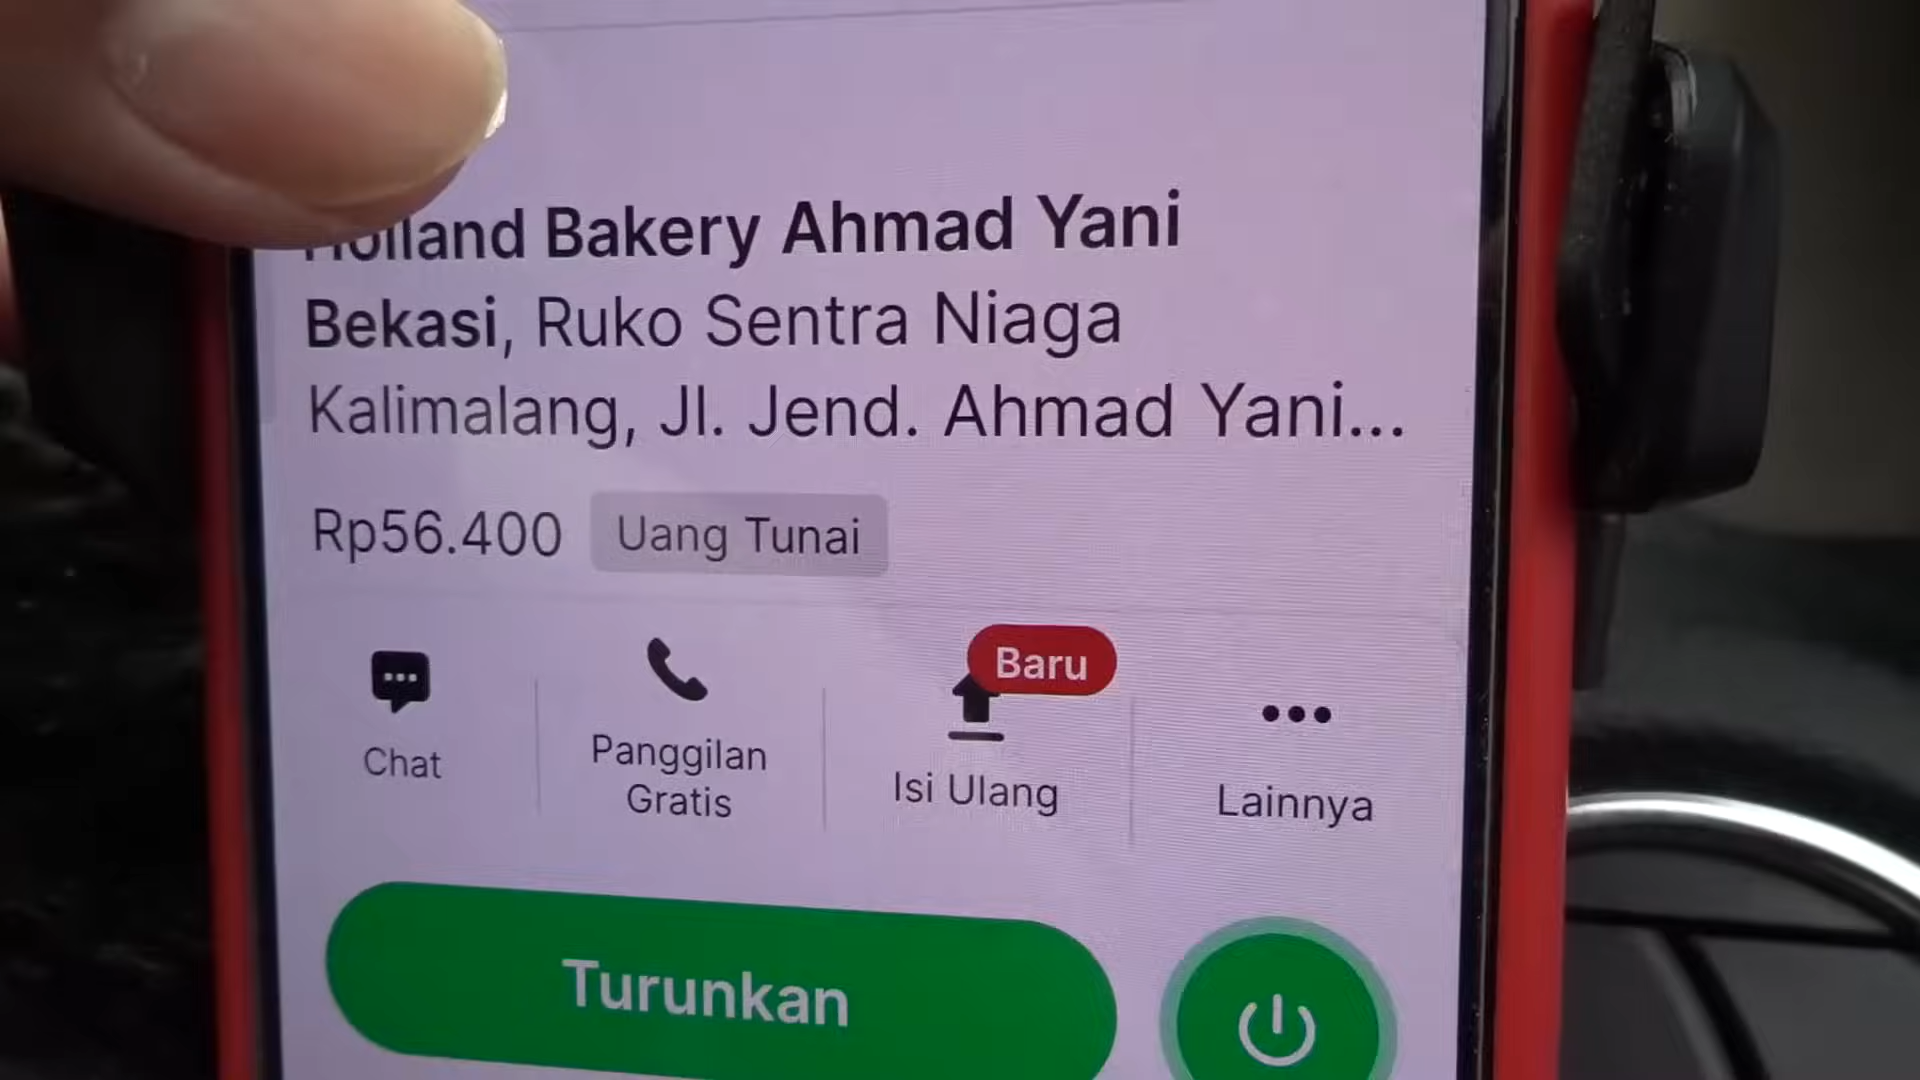 Holland Bakery Ahmad Yani
Bekasi, Ruko Sentra Niaga
Kalimalang, Jl. Jend. Ahmad Yani...
Rp56.400 Uang Tunai
Baru
Chat
Panggilan
Gratis
Isi Ulang
Lainnya
Turunkan